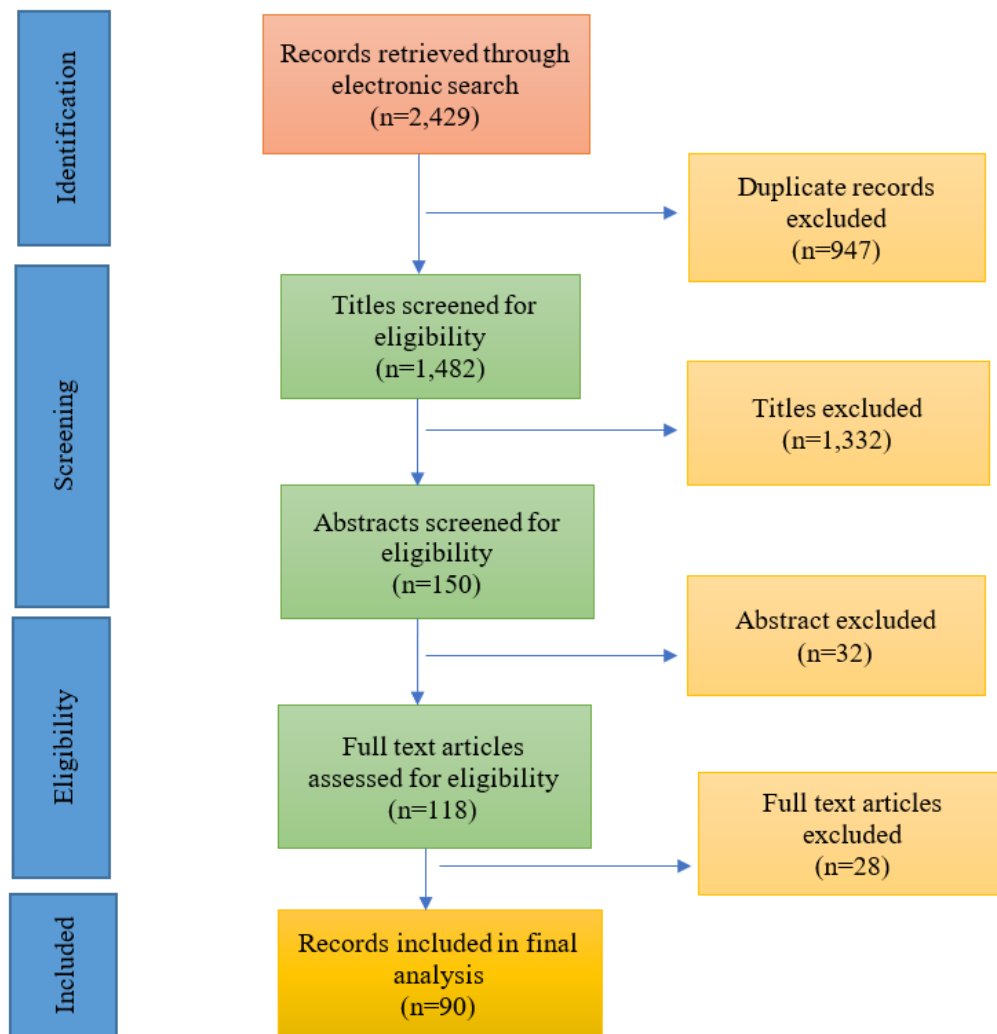 Identification
Records retrieved through
electronic search
(n=2,429)
Duplicate records
excluded
(n=947)
Screening
Titles screened for
eligibility
(n=1,482)
Titles excluded
(n=1,332)
Abstracts screened for
eligibility
(n=150)
Abstract excluded
(n=32)
Eligibility
Full text articles
assessed for eligibility
(n=118)
Full text articles
excluded
(n=28)
Included
Records included in final
analysis
(n=90)